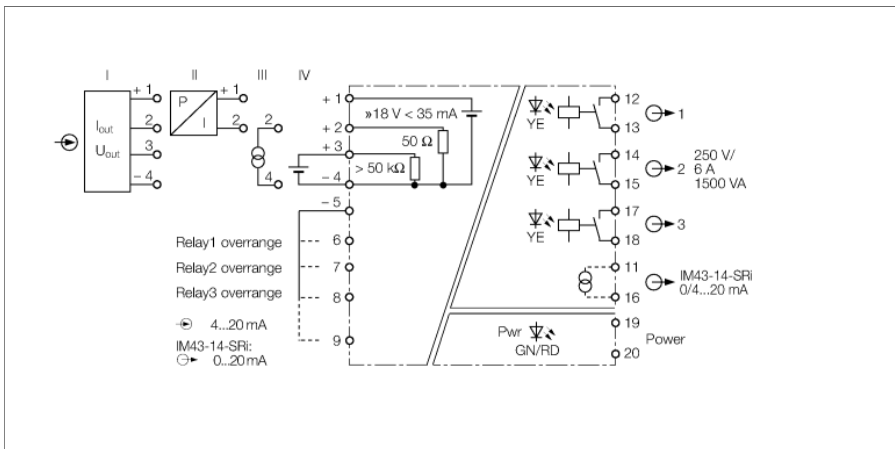 I II III IV
+ 1
2
3
– 4
I out
U out
P
I
+ 1
2
2
4
+ 1
+ 2
+ 3
– 4
– 5
6
7
8
9
»18 V < 35 mA
50 Ω
> 50 kΩ
Relay1 overrange
Relay2 overrange
Relay3 overrange
4...20 mA
IM43-14-SRi:
0...20 mA
YE
12
13
1
YE
14
15
2
250 V/
6 A
1500 VA
YE
17
18
3
11
16
IM43-14-SRi
0/4...20 mA
Pwr
GN/RD
19
20
Power